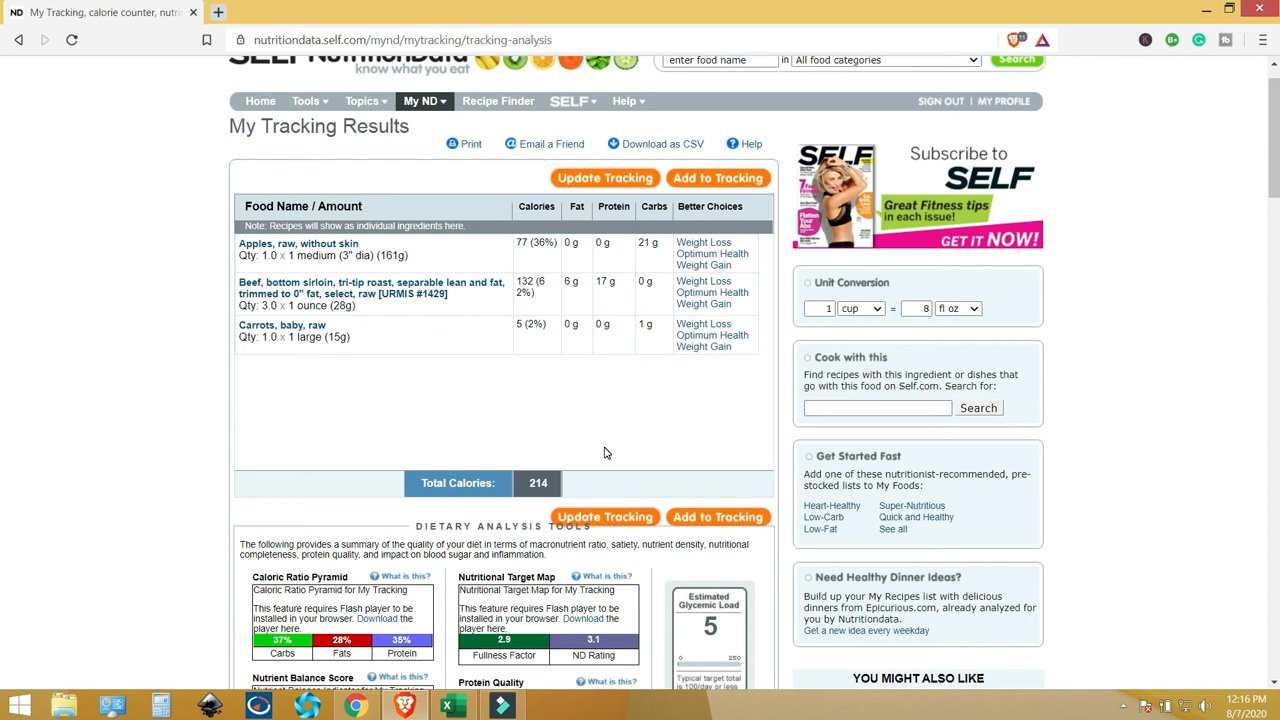 ND My Tracking, calorie counter, nutri
nutritiondata.self.com/mynd/mytracking/tracking-analysis
SELF NutritionData
know what you eat
enter food name in All food categories Search
Home Tools Topics My ND Recipe Finder SELF Help SIGN OUT | MY PROFILE
My Tracking Results
Print Email a Friend Download as CSV Help
Update Tracking Add to Tracking
Food Name / Amount Calories Fat Protein Carbs Better Choices
Note: Recipes will show as individual ingredients here.
Apples, raw, without skin 77 (36%) 0 g 0 g 21 g Weight Loss
Qty: 1.0 x 1 medium (3" dia) (161g) Optimum Health
Weight Gain
Beef, bottom sirloin, tri-tip roast, separable lean and fat, 132 (6 6 g 17 g 0 g Weight Loss
trimmed to 0" fat, select, raw [URMIS #1429] 2%) Optimum Health
Qty: 3.0 x 1 ounce (28g) Weight Gain
Carrots, baby, raw 5 (2%) 0 g 0 g 1 g Weight Loss
Qty: 1.0 x 1 large (15g) Optimum Health
Weight Gain
Total Calories: 214
Update Tracking Add to Tracking
DIETARY ANALYSIS TOOLS
The following provides a summary of the quality of your diet in terms of macronutrient ratio, satiety, nutrient density, nutritional
completeness, protein quality, and impact on blood sugar and inflammation.
Caloric Ratio Pyramid What is this?
Caloric Ratio Pyramid for My Tracking
This feature requires Flash player to be
installed in your browser. Download the
player here.
37% 28% 35%
Carbs Fats Protein
Nutrient Balance Score What is this?
Nutritional Target Map What is this?
Nutritional Target Map for My Tracking
This feature requires Flash player to be
installed in your browser. Download the
player here.
2.9 3.1
Fullness Factor ND Rating
Protein Quality What is this?
Estimated
Glycemic Load
5
0 250
Typical target total
is 100/day or less
SELF
Subscribe to
SELF
Great Fitness tips
in each issue!
GET IT NOW!
Unit Conversion
1 cup = 8 fl oz
Cook with this
Find recipes with this ingredient or dishes that
go with this food on Self.com. Search for:
Search
Get Started Fast
Add one of these nutritionist-recommended, pre-
stocked lists to My Foods:
Heart-Healthy Super-Nutritious
Low-Carb Quick and Healthy
Low-Fat See all
Need Healthy Dinner Ideas?
Build up your My Recipes list with delicious
dinners from Epicurious.com, already analyzed for
you by Nutritiondata.
Get a new idea every weekday
YOU MIGHT ALSO LIKE
12:16 PM
8/7/2020